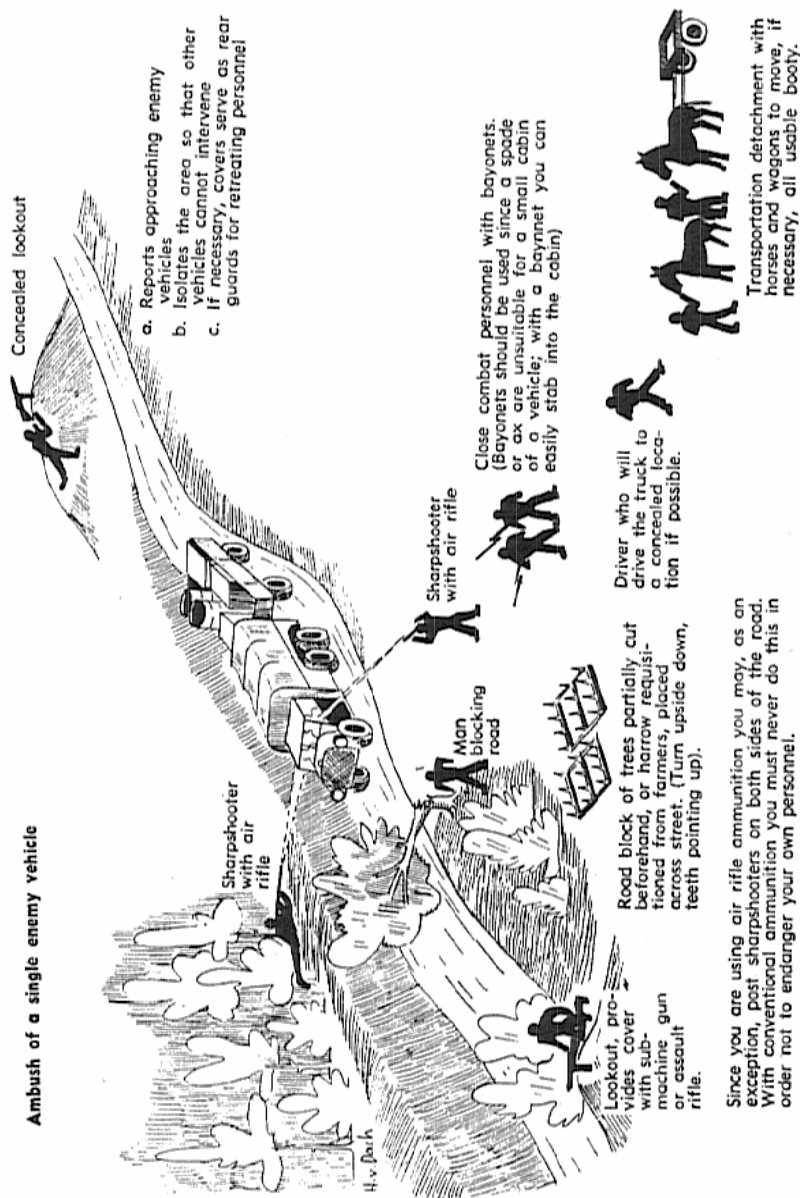 Ambush of a single enemy vehicle
Concealed lookout
a. Reports approaching enemy
vehicles
b. Isolates the area so that other
vehicles cannot intervene
c. If necessary, covers serve as rear
guards for retreating personnel
Sharpshooter
with air
rifle
Sharpshooter
with air rifle
Close combat personnel with bayonets.
(Bayonets should be used since a spade
or ax are unsuitable for a small cabin
of a vehicle; with a baynnet you can
easily stab into the cabin)
Man
blocking
road
H.v. Dach
Lookout, pro-
vides cover
with sub-
machine gun
or assault
rifle.
Road block of trees partially cut
beforehand, or harrow requisi-
tioned from farmers, placed
across street. (Turn upside down,
teeth pointing up).
Driver who will
drive the truck to
a concealed loca-
tion if possible.
Transportation detachment with
horses and wagons to move, if
necessary, all usable booty.
Since you are using air rifle ammunition you may, as an
exception, post sharpshooters on both sides of the road.
With conventional ammunition you must never do this in
order not to endanger your own personnel.